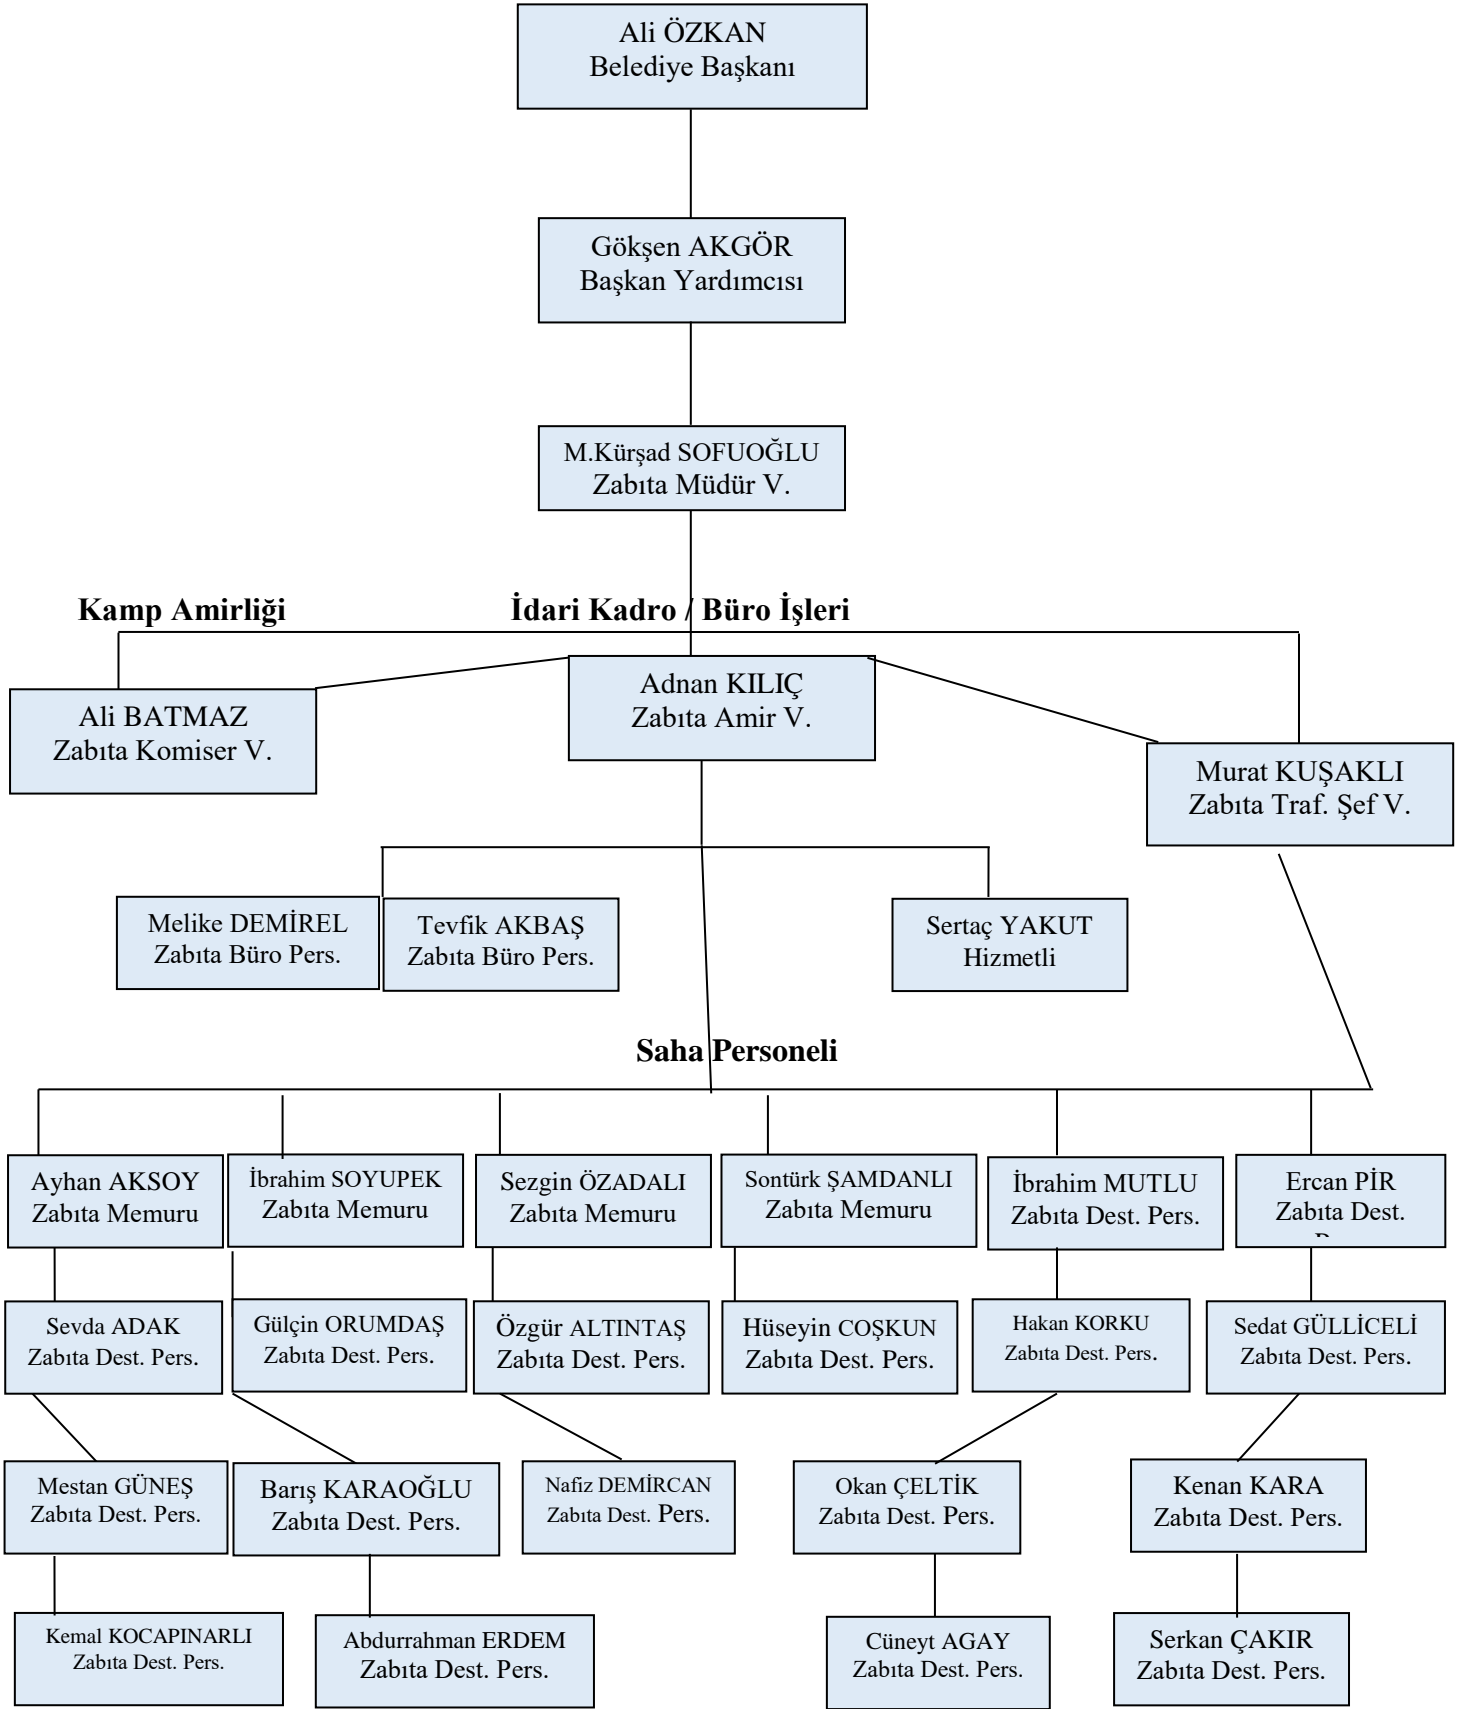 Ali ÖZKAN
Belediye Başkanı
Gökşen AKGÖR
Başkan Yardımcısı
M.Kürşad SOFUOĞLU
Zabıta Müdür V.
Kamp Amirliği
İdari Kadro / Büro İşleri
Ali BATMAZ
Zabıta Komiser V.
Adnan KILIÇ
Zabıta Amir V.
Murat KUŞAKLI
Zabıta Traf. Şef V.
Melike DEMİREL
Zabıta Büro Pers.
Tevfik AKBAŞ
Zabıta Büro Pers.
Sertaç YAKUT
Hizmetli
Saha Personeli
Ayhan AKSOY
Zabıta Memuru
İbrahim SOYUPEK
Zabıta Memuru
Sezgin ÖZADALI
Zabıta Memuru
Sontürk ŞAMDANLI
Zabıta Memuru
İbrahim MUTLU
Zabıta Dest. Pers.
Ercan PİR
Zabıta Dest.
Sevda ADAK
Zabıta Dest. Pers.
Gülçin ORUMDAŞ
Zabıta Dest. Pers.
Özgür ALTINTAŞ
Zabıta Dest. Pers.
Hüseyin COŞKUN
Zabıta Dest. Pers.
Hakan KORKU
Zabıta Dest. Pers.
Sedat GÜLLİCELİ
Zabıta Dest. Pers.
Mestan GÜNEŞ
Zabıta Dest. Pers.
Barış KARAOĞLU
Zabıta Dest. Pers.
Nafiz DEMİRCAN
Zabıta Dest. Pers.
Okan ÇELTİK
Zabıta Dest. Pers.
Kenan KARA
Zabıta Dest. Pers.
Kemal KOCAPINARLI
Zabıta Dest. Pers.
Abdurrahman ERDEM
Zabıta Dest. Pers.
Cüneyt AGAY
Zabıta Dest. Pers.
Serkan ÇAKIR
Zabıta Dest. Pers.